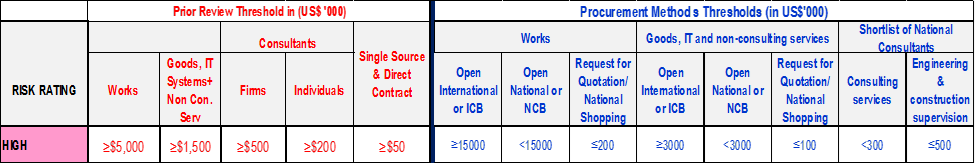 Prior Review Threshold in (US$ '000)
Procurement Methods Thresholds (in US$'000)
Consultants
Works
Goods, IT and non-consulting services
Shortlist of National
Consultants
RISK RATING
Works
Goods, IT
Systems+
Non Con.
Serv
Firms
Individuals
Single Source
& Direct
Contract
Open
International
or ICB
Open
National or
NCB
Request for
Quotation/
National
Shopping
Open
International
or ICB
Open
National or
NCB
Request for
Quotation/
National
Shopping
Consulting
services
Engineering
&
construction
supervision
HIGH
≥$5,000
≥$1,500
≥$500
≥$200
≥$50
≥15000
<15000
≤200
≥3000
<3000
≤100
<300
≤500